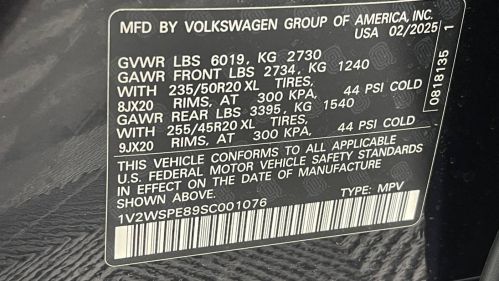 MFD BY VOLKSWAGEN GROUP OF AMERICA, INC.
USA 02/2025
GVWR LBS 6019, KG 2730
GAWR FRONT LBS 2734, KG 1240
WITH 235/50R20 XL TIRES,
8JX20 RIMS, AT 300 KPA, 44 PSI COLD
GAWR REAR LBS 3395, KG 1540
WITH 255/45R20 XL TIRES,
9JX20 RIMS, AT 300 KPA, 44 PSI COLD
THIS VEHICLE CONFORMS TO ALL APPLICABLE
U.S. FEDERAL MOTOR VEHICLE SAFETY STANDARDS
IN EFFECT ON THE DATE OF MANUFACTURE
SHOWN ABOVE.
1V2WSPE89SC001076 TYPE: MPV
0818135 1